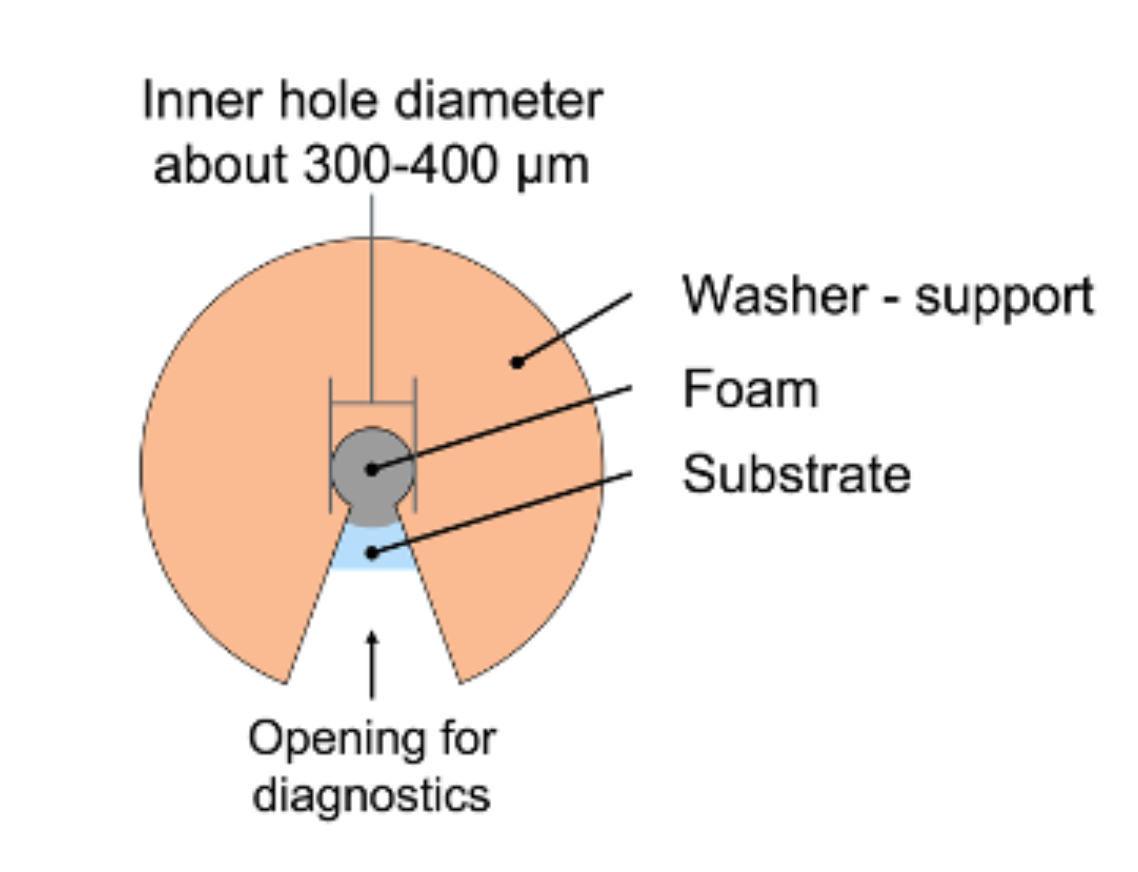 Inner hole diameter
about 300-400 µm
Washer - support
Foam
Substrate
Opening for
diagnostics